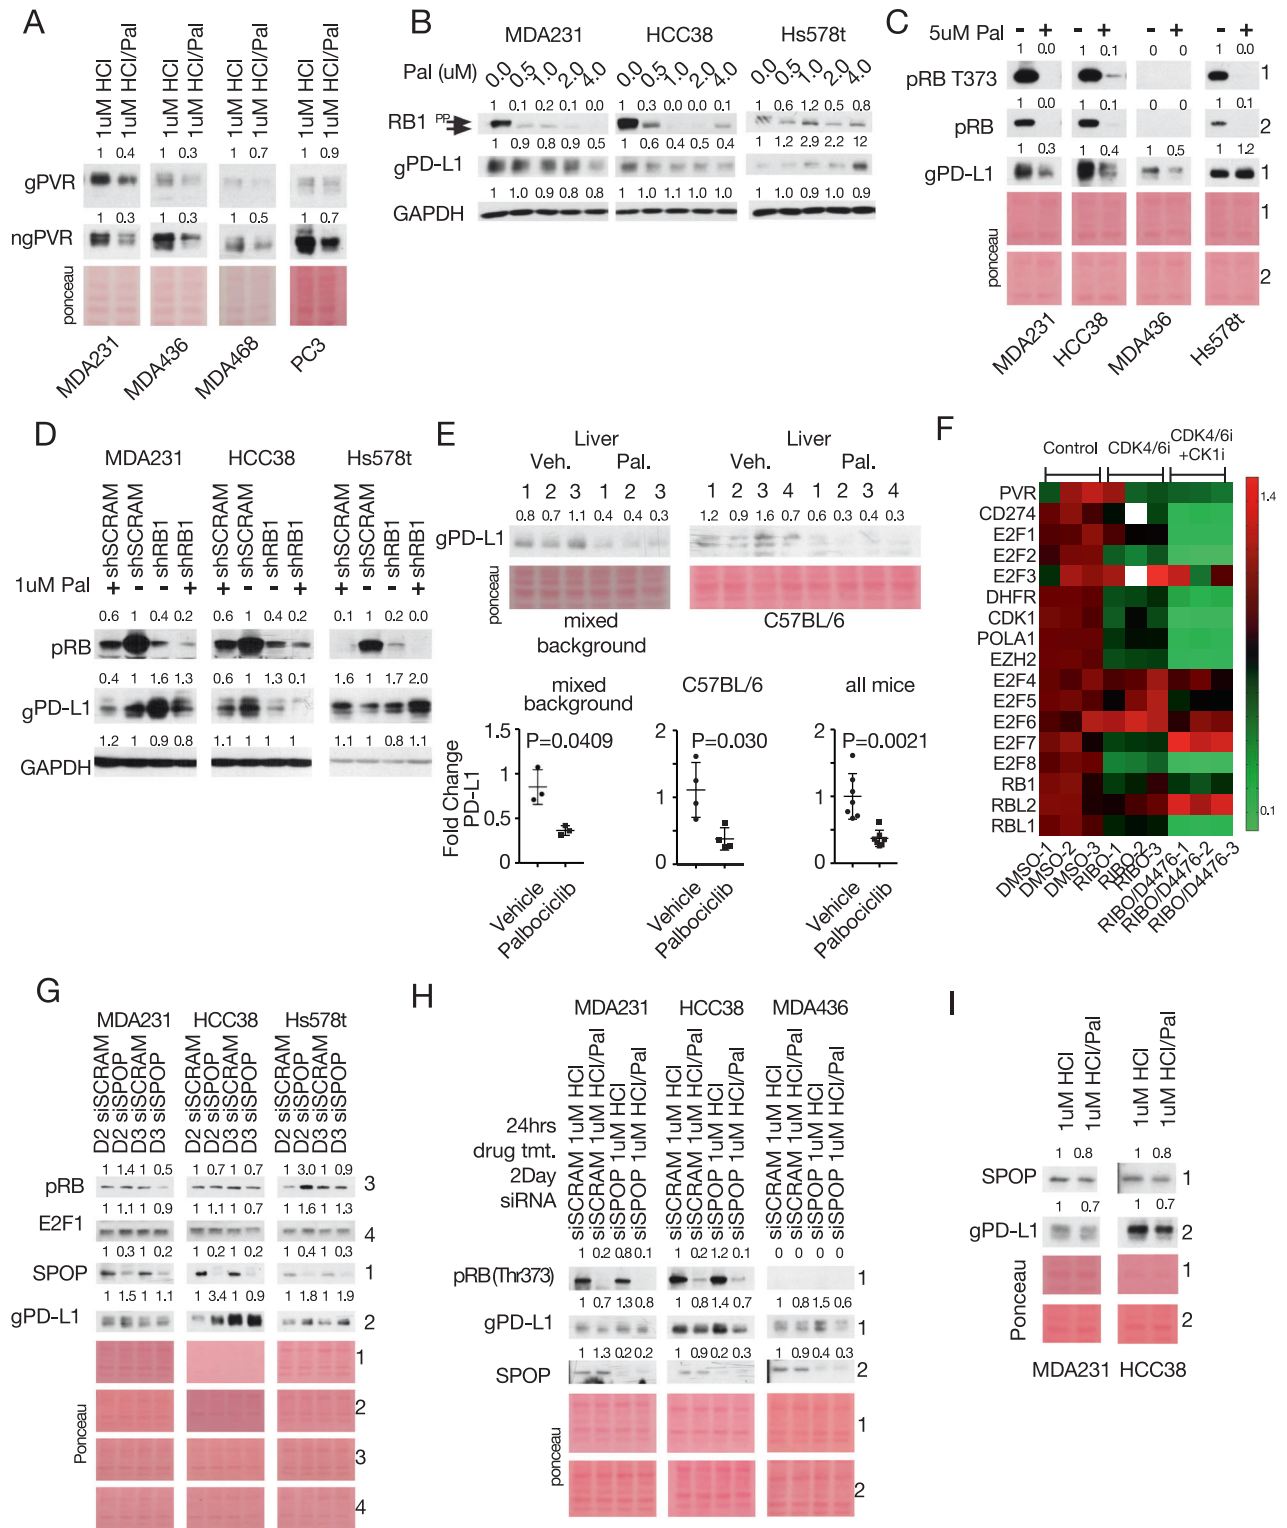 A
1uM HCl
1uM HCl/Pal
1uM HCl
1uM HCl/Pal
1uM HCl
1uM HCl/Pal
1uM HCl
1uM HCl/Pal
1 0.4 1 0.3 1 0.7 1 0.9
gPVR
1 0.3 1 0.3 1 0.5 1 0.7
ngPVR
ponceau
MDA231 MDA436 MDA468 PC3
B
MDA231 HCC38 Hs578t
Pal (uM) 0.0 0.5 1.0 2.0 4.0 0.0 0.5 1.0 2.0 4.0 0.0 0.5 1.0 2.0 4.0
1 0.1 0.2 0.1 0.0 1 0.3 0.0 0.0 0.1 1 0.6 1.2 0.5 0.8
RB1 PP
1 0.9 0.8 0.9 0.5 1 0.6 0.4 0.5 0.4 1 1.2 2.9 2.2 12
gPD-L1
1 1.0 0.9 0.8 0.8 1 1.0 1.1 1.0 1.0 1 1.0 0.9 1.0 0.9
GAPDH
C
5uM Pal - + - + - + - +
1 0.0 1 0.1 0 0 1 0.0
pRB T373 1
1 0.0 1 0.1 0 0 1 0.1
pRB 2
1 0.3 1 0.4 1 0.5 1 1.2
gPD-L1 1
ponceau
1
2
MDA231 HCC38 MDA436 Hs578t
D
MDA231 HCC38 Hs578t
shSCRAM shSCRAM shRB1 shRB1 shSCRAM shSCRAM shRB1 shRB1 shSCRAM shSCRAM shRB1 shRB1
1uM Pal + - - + + - - + + - - +
0.6 1 0.4 0.2 0.6 1 0.4 0.2 0.1 1 0.2 0.0
pRB
0.4 1 1.6 1.3 0.6 1 1.3 0.1 1.6 1 1.7 2.0
gPD-L1
1.2 1 0.9 0.8 1.1 1 1 1 1.1 1 0.8 1.1
GAPDH
E
Liver Liver
Veh. Pal. Veh. Pal.
1 2 3 1 2 3 1 2 3 4 1 2 3 4
0.8 0.7 1.1 0.4 0.4 0.3 1.2 0.9 1.6 0.7 0.6 0.3 0.4 0.3
gPD-L1
ponceau
mixed background C57BL/6
mixed background
C57BL/6
all mice
P=0.0409 P=0.030 P=0.0021
Fold Change PD-L1
1.5
1
0.5
0
2
1
0
2
1
0
Vehicle Palbociclib Vehicle Palbociclib Vehicle Palbociclib
F
Control CDK4/6i CDK4/6i
+CK1i
PVR
CD274
E2F1
E2F2
E2F3
DHFR
CDK1
POLA1
EZH2
E2F4
E2F5
E2F6
E2F7
E2F8
RB1
RBL2
RBL1
1.4
0.1
DMSO-1
DMSO-2
DMSO-3
RIBO-1
RIBO-2
RIBO-3
RIBO/D4476-1
RIBO/D4476-2
RIBO/D4476-3
G
MDA231 HCC38 Hs578t
D2 siSCRAM D2 siSPOP D3 siSCRAM D3 siSPOP D2 siSCRAM D2 siSPOP D3 siSCRAM D3 siSPOP D2 siSCRAM D2 siSPOP D3 siSCRAM D3 siSPOP
1 1.4 1 0.5 1 0.7 1 0.7 1 3.0 1 0.9
pRB 3
1 1.1 1 0.9 1 1.1 1 0.7 1 1.6 1 1.3
E2F1 4
1 0.3 1 0.2 1 0.2 1 0.2 1 0.4 1 0.3
SPOP 1
1 1.5 1 1.1 1 3.4 1 0.9 1 1.8 1 1.9
gPD-L1 2
Ponceau
1
2
3
4
H
MDA231 HCC38 MDA436
24hrs
drug tmt.
2Day
siRNA
siSCRAM 1uM HCl
siSCRAM 1uM HCl/Pal
siSPOP 1uM HCl
siSPOP 1uM HCl/Pal
siSCRAM 1uM HCl
siSCRAM 1uM HCl/Pal
siSPOP 1uM HCl
siSPOP 1uM HCl/Pal
siSCRAM 1uM HCl
siSCRAM 1uM HCl/Pal
siSPOP 1uM HCl
siSPOP 1uM HCl/Pal
1 0.2 0.8 0.1 1 0.2 1.2 0.1 0 0 0 0
pRB(Thr373) 1
1 0.7 1.3 0.8 1 0.8 1.4 0.7 1 0.8 1.5 0.6
gPD-L1 1
1 1.3 0.2 0.2 1 0.9 0.2 0.3 1 0.9 0.4 0.3
SPOP 2
ponceau
1
2
I
1uM HCl
1uM HCl/Pal
1uM HCl
1uM HCl/Pal
1 0.8 1 0.8
SPOP 1
1 0.7 1 0.7
gPD-L1 2
Ponceau
1
2
MDA231 HCC38